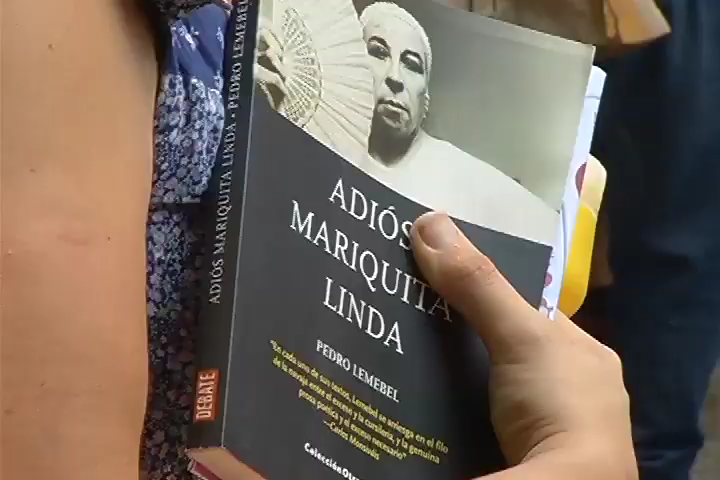 ADIÓS
MARIQUITA
LINDA
PEDRO LEMEBEL
"En cada uno de sus textos, Lemebel se arriesga en el filo
de la navaja entre el exceso y la cursilería, y la genuina
prosa poética y el exceso necesario"
—Carlos Monsiváis
Colección
ADIÓS MARIQUITA LINDA • PEDRO LEMEBEL
DEBATE